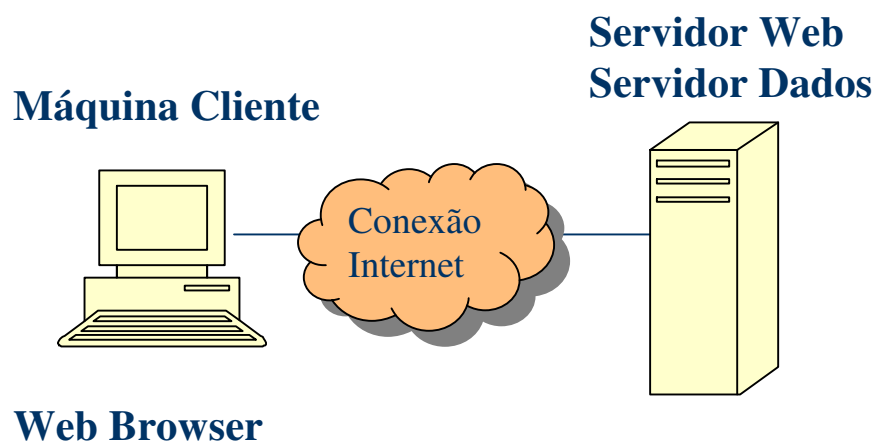 Servidor Web
Servidor Dados
Máquina Cliente
Conexão
Internet
Web Browser